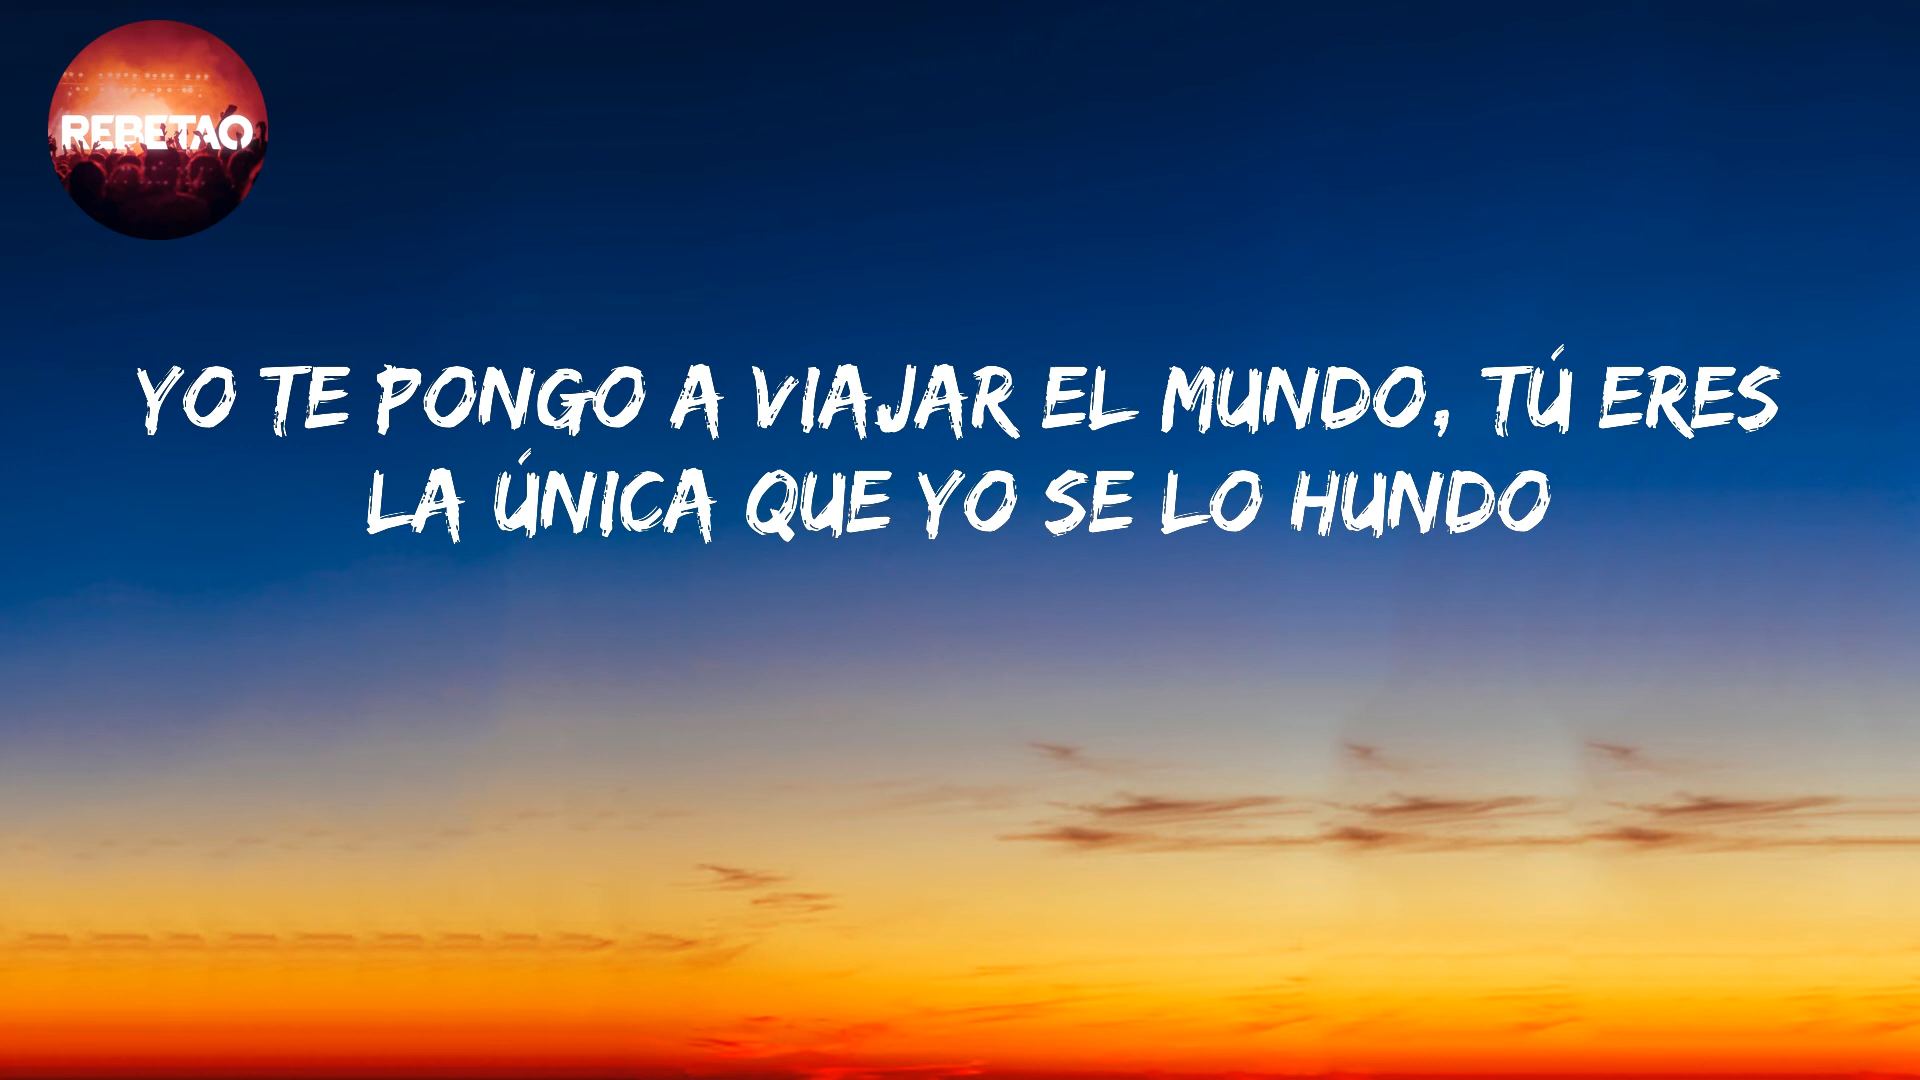 REBETAO
YO TE PONGO A VIAJAR EL MUNDO, TÚ ERES
LA ÚNICA QUE YO SE LO HUNDO